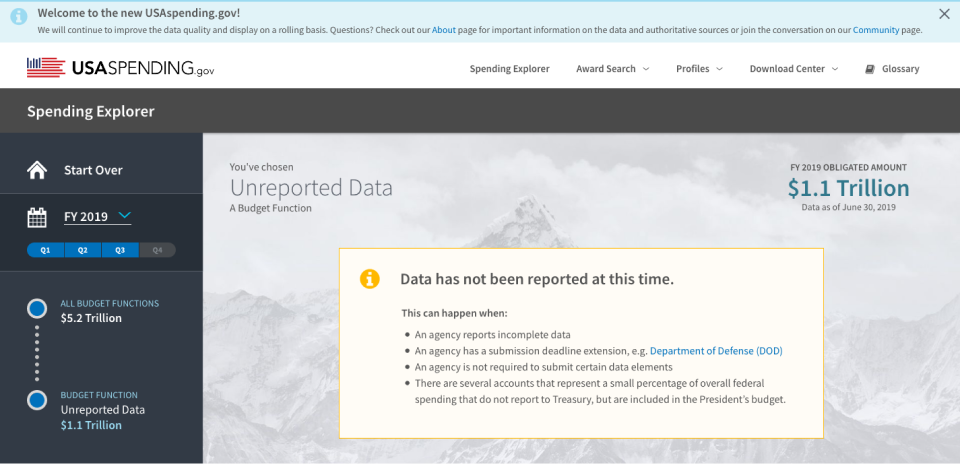 Welcome to the new USAspending.gov!
We will continue to improve the data quality and display on a rolling basis. Questions? Check out our About page for important information on the data and authoritative sources or join the conversation on our Community page.
USASPENDING.gov
Spending Explorer Award Search Profiles Download Center Glossary
Spending Explorer
Start Over
FY 2019
Q1 Q2 Q3 Q4
ALL BUDGET FUNCTIONS
$5.2 Trillion
BUDGET FUNCTION
Unreported Data
$1.1 Trillion
You've chosen
Unreported Data
A Budget Function
FY 2019 OBLIGATED AMOUNT
$1.1 Trillion
Data as of June 30, 2019
Data has not been reported at this time.
This can happen when:
• An agency reports incomplete data
• An agency has a submission deadline extension, e.g. Department of Defense (DOD)
• An agency is not required to submit certain data elements
• There are several accounts that represent a small percentage of overall federal
spending that do not report to Treasury, but are included in the President's budget.